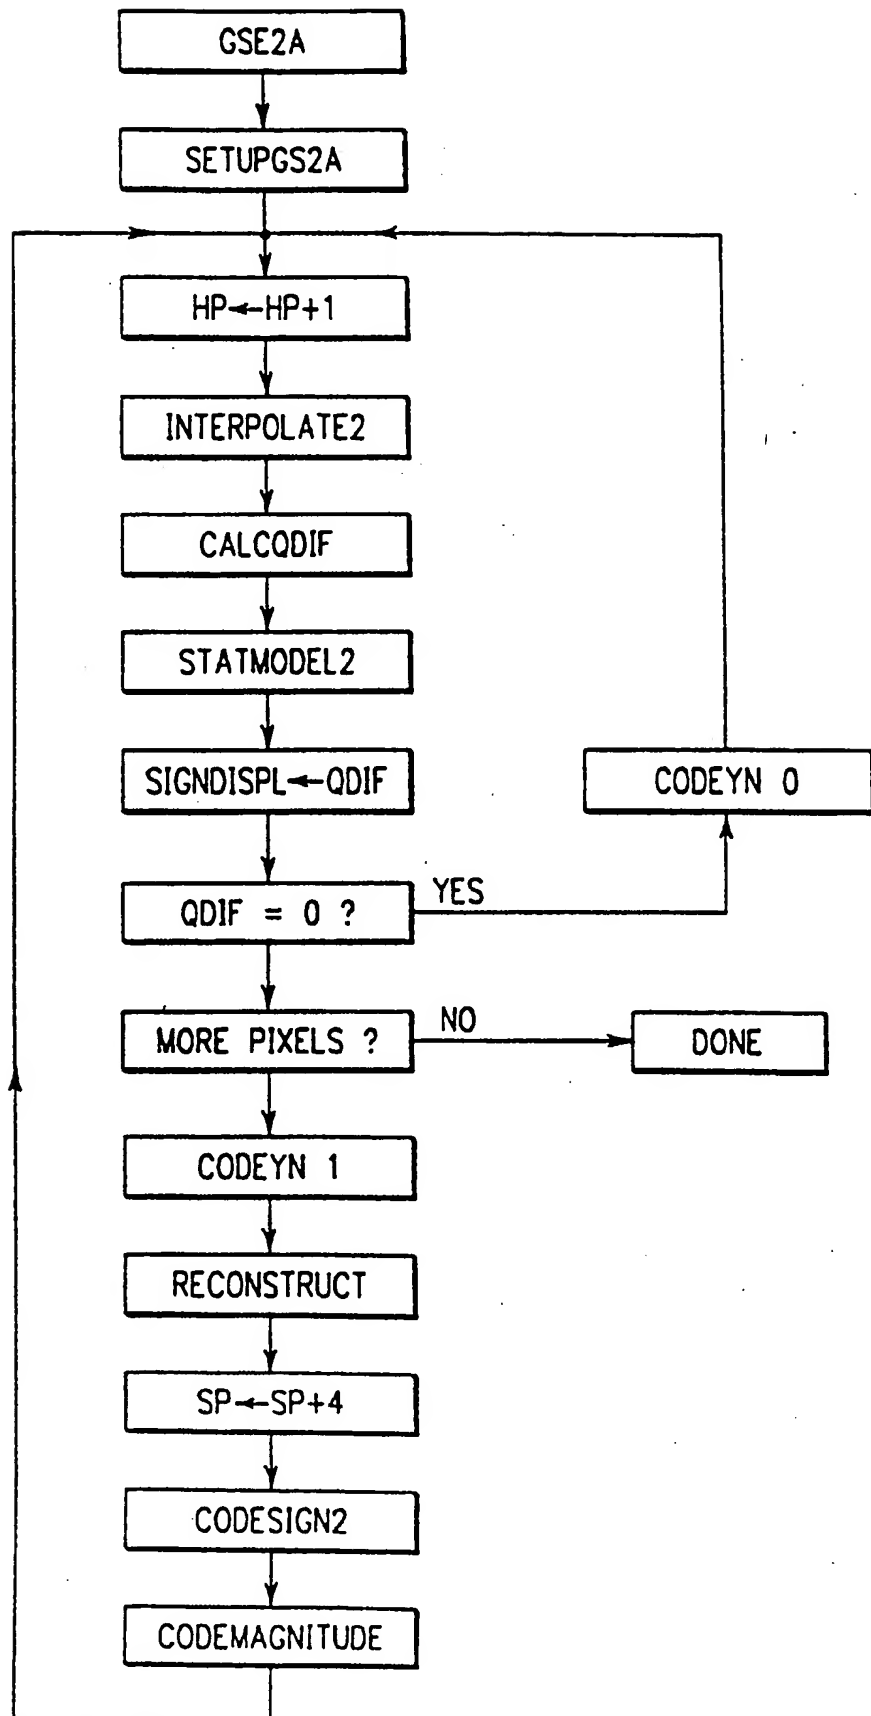 GSE2A
SETUPGS2A
HP←HP+1
INTERPOLATE2
CALCQDIF
STATMODEL2
SIGNDISPL←QDIF
CODEYN 0
QDIF = 0 ?
YES
MORE PIXELS ?
NO
DONE
CODEYN 1
RECONSTRUCT
SP←SP+4
CODESIGN2
CODEMAGNITUDE